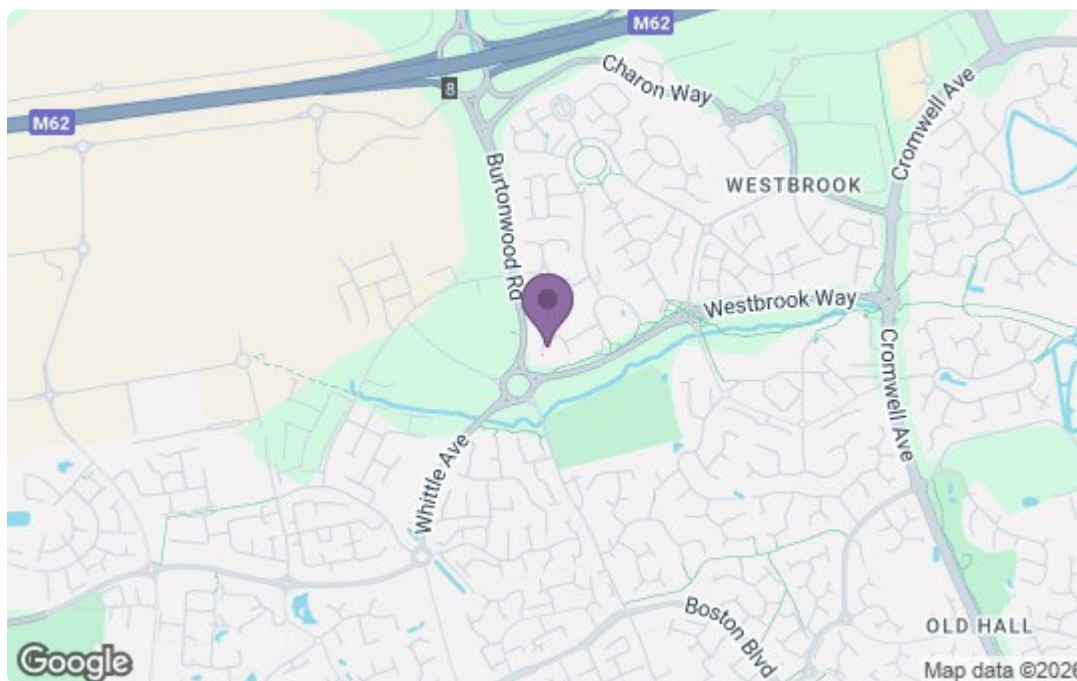 M62
Charon Way
8
M62
Cromwell Ave
Burtonwood Rd
WESTBROOK
Westbrook Way
Cromwell Ave
Whittle Ave
Boston Blvd
OLD HALL
Google
Map data ©2026